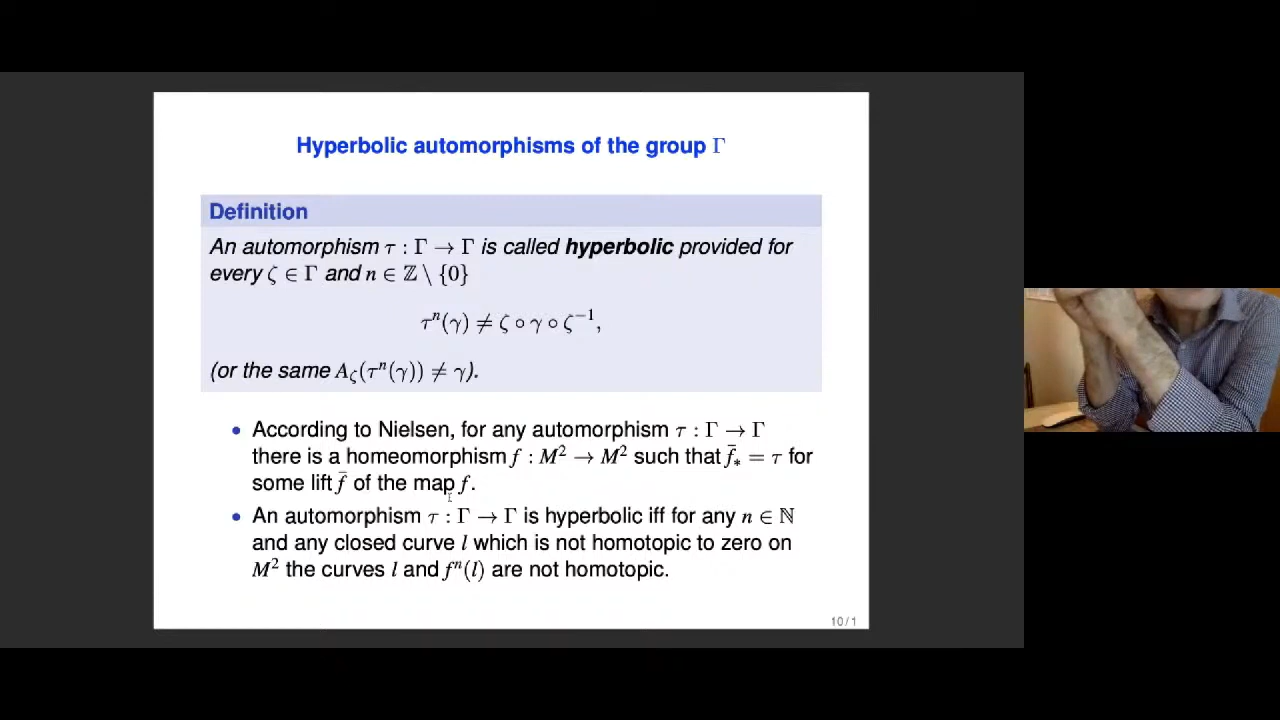 Hyperbolic automorphisms of the group Γ
Definition
An automorphism τ : Γ → Γ is called hyperbolic provided for
every ζ ∈ Γ and n ∈ ℤ \ {0}
τⁿ(γ) ≠ ζ ∘ γ ∘ ζ⁻¹,
(or the same A_ζ(τⁿ(γ)) ≠ γ).
• According to Nielsen, for any automorphism τ : Γ → Γ
there is a homeomorphism f : M² → M² such that f̄_* = τ for
some lift f̄ of the map f.
• An automorphism τ : Γ → Γ is hyperbolic iff for any n ∈ ℕ
and any closed curve l which is not homotopic to zero on
M² the curves l and fⁿ(l) are not homotopic.
10 / 1